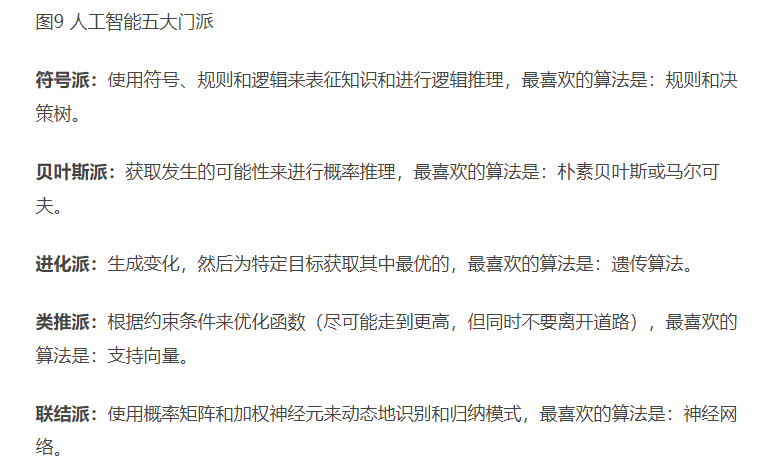 图9 人工智能五大门派
符号派：使用符号、规则和逻辑来表征知识和进行逻辑推理，最喜欢的算法是：规则和决
策树。
贝叶斯派：获取发生的可能性来进行概率推理，最喜欢的算法是：朴素贝叶斯或马尔可
夫。
进化派：生成变化，然后为特定目标获取其中最优的，最喜欢的算法是：遗传算法。
类推派：根据约束条件来优化函数（尽可能走到更高，但同时不要离开道路），最喜欢的
算法是：支持向量。
联结派：使用概率矩阵和加权神经元来动态地识别和归纳模式，最喜欢的算法是：神经网
络。